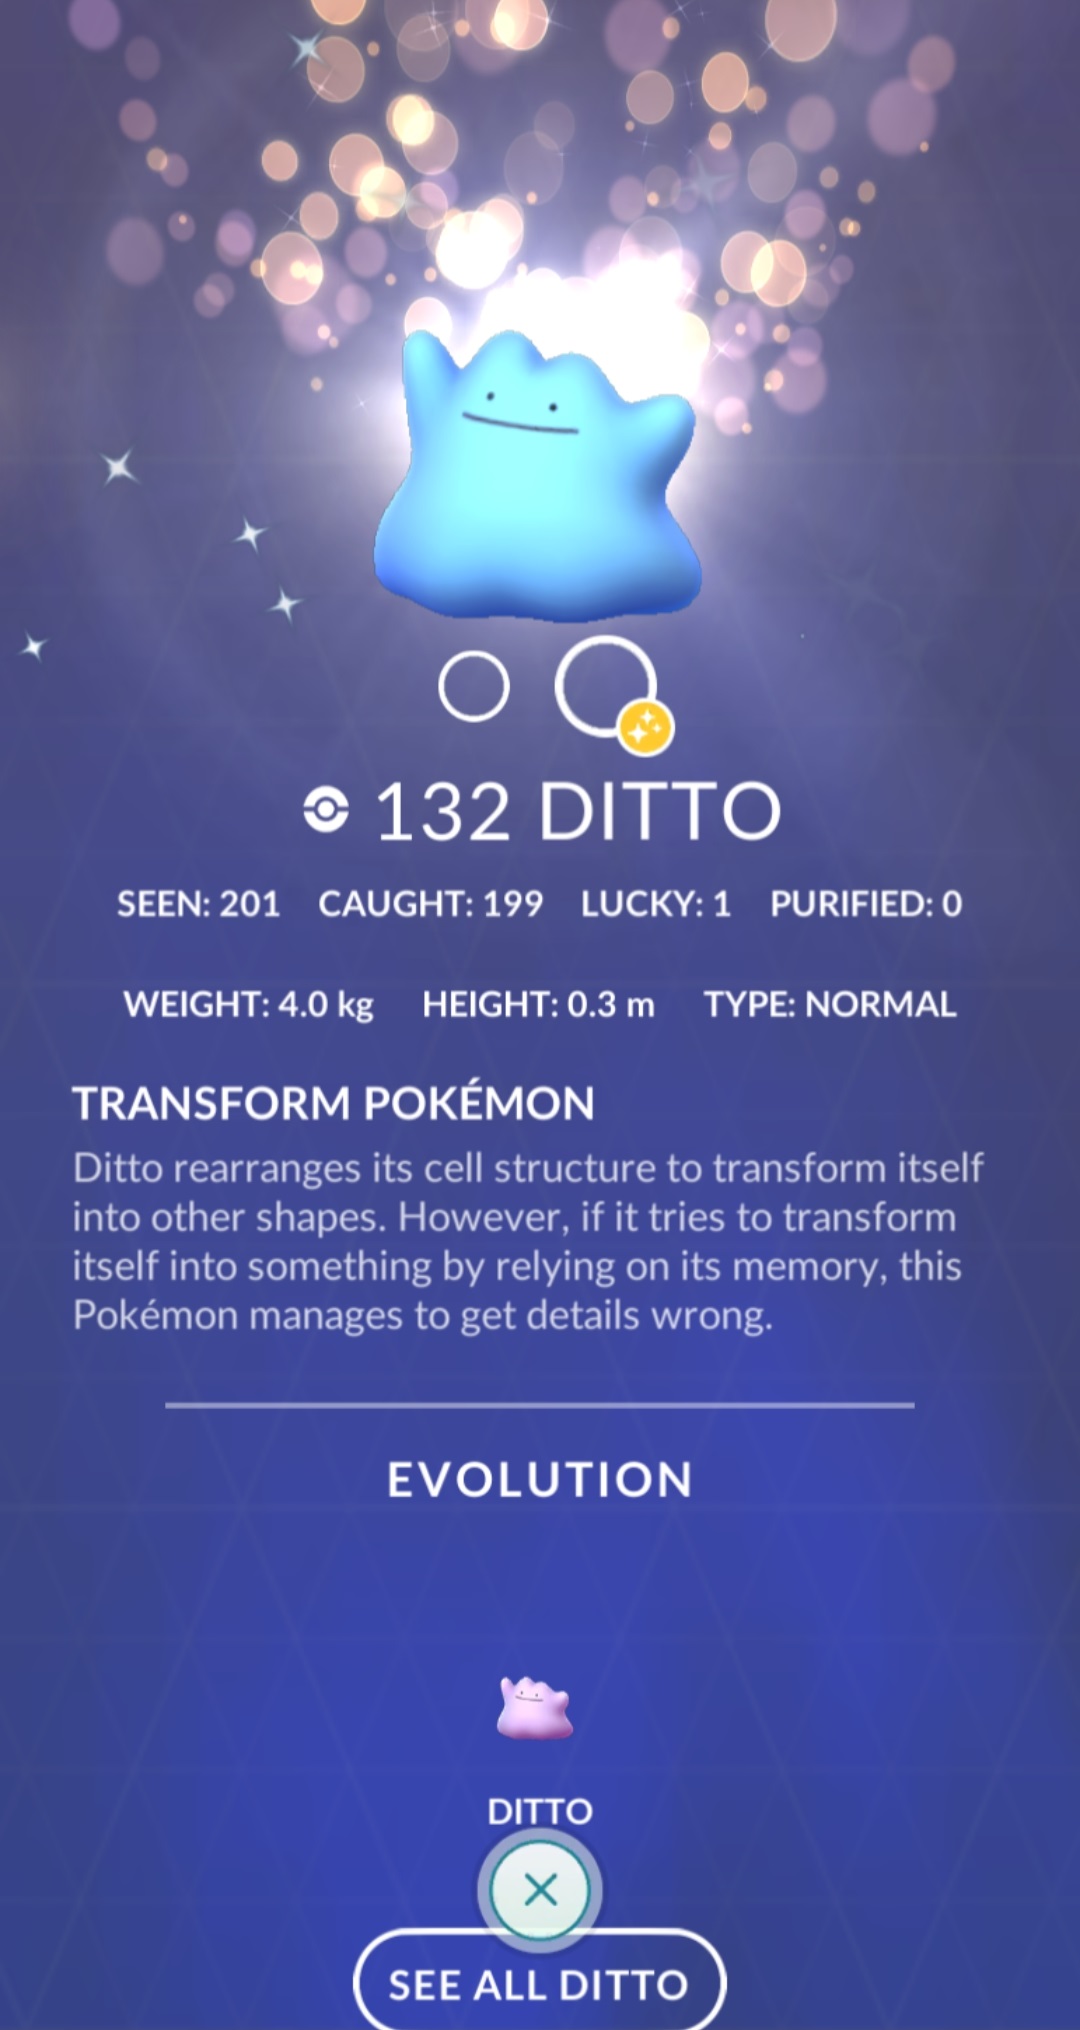 132 DITTO
SEEN: 201 CAUGHT: 199 LUCKY: 1 PURIFIED: 0
WEIGHT: 4.0 kg HEIGHT: 0.3 m TYPE: NORMAL
TRANSFORM POKÉMON
Ditto rearranges its cell structure to transform itself
into other shapes. However, if it tries to transform
itself into something by relying on its memory, this
Pokémon manages to get details wrong.
EVOLUTION
DITTO
SEE ALL DITTO